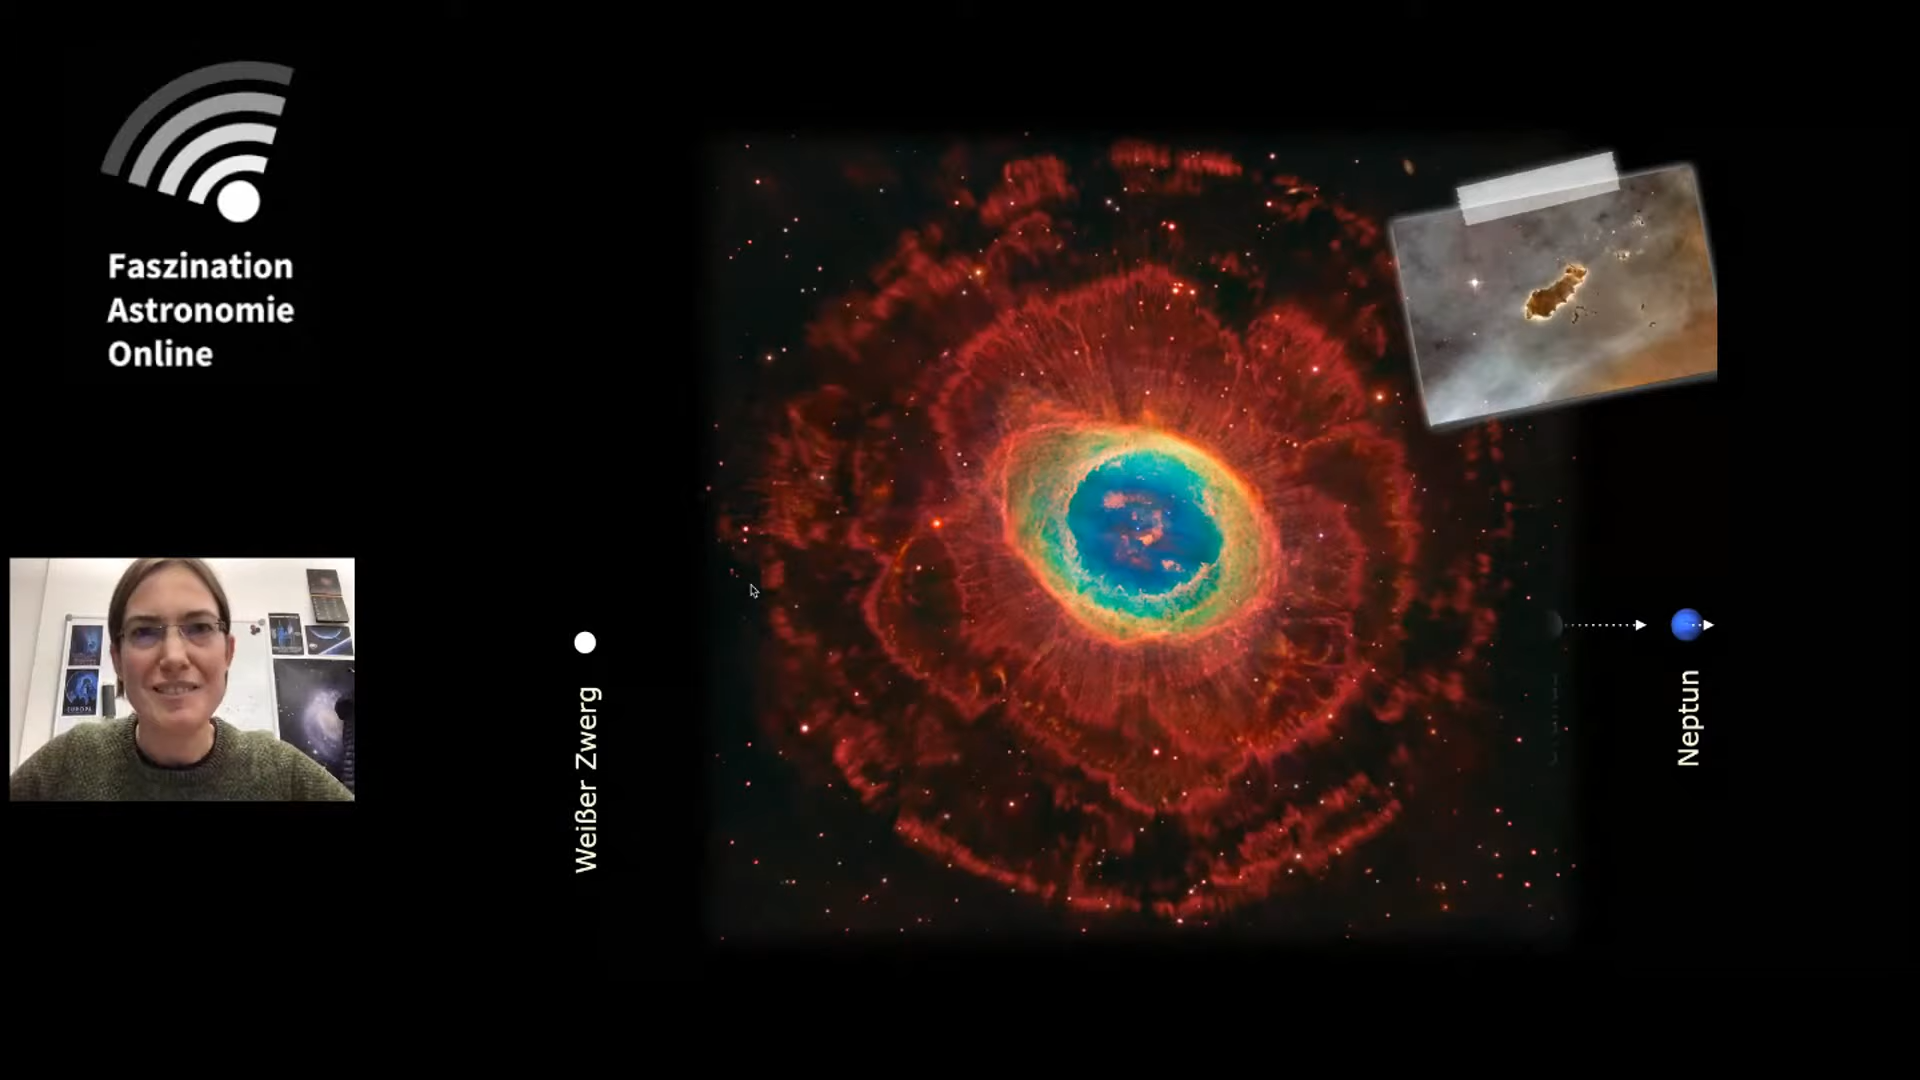 Faszination
Astronomie
Online
Weißer Zwerg
Neptun